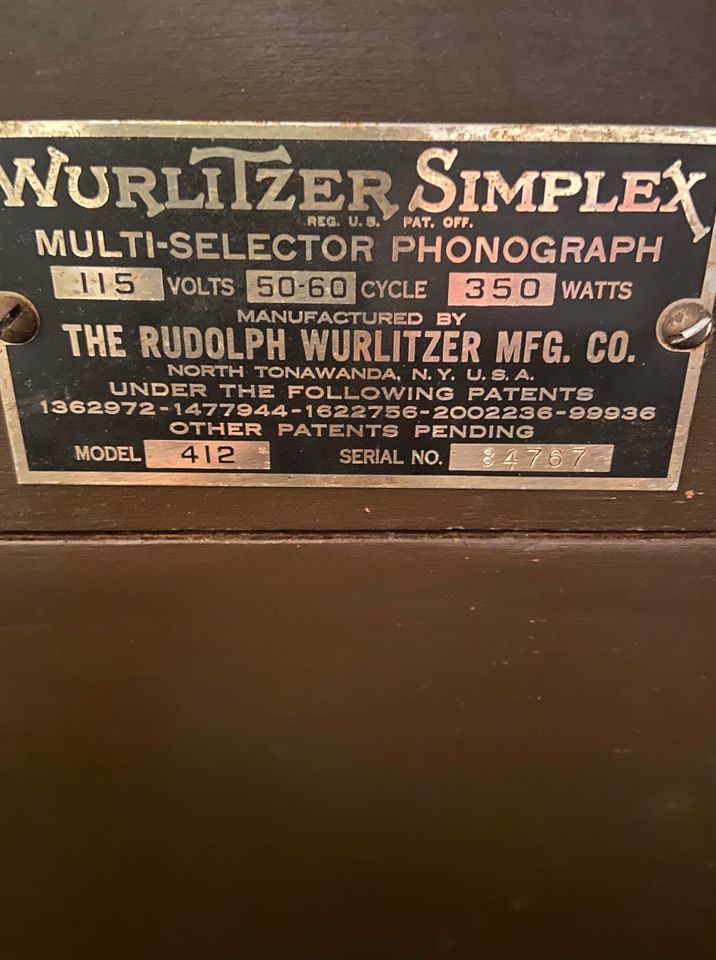 WURLITZER SIMPLEX
REG. U.S. PAT. OFF.
MULTI-SELECTOR PHONOGRAPH
115 VOLTS 50-60 CYCLE 350 WATTS
MANUFACTURED BY
THE RUDOLPH WURLITZER MFG. CO.
NORTH TONAWANDA, N.Y. U.S.A.
UNDER THE FOLLOWING PATENTS
1362972-1477944-1622756-2002236-99936
OTHER PATENTS PENDING
MODEL 412 SERIAL NO. 84767